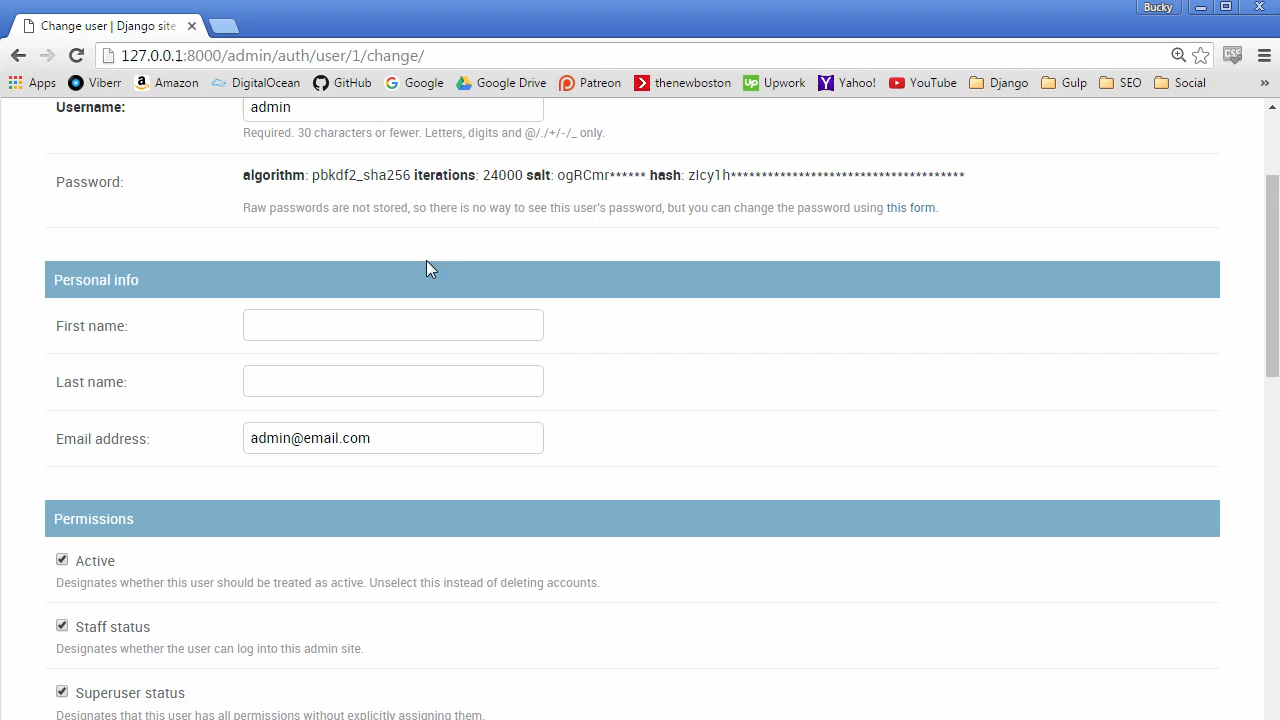 Bucky
Change user | Django site
127.0.0.1:8000/admin/auth/user/1/change/
CSS
Apps Viberr Amazon DigitalOcean GitHub Google Google Drive Patreon thenewboston Upwork Yahoo! YouTube Django Gulp SEO Social »
Username: admin
Required. 30 characters or fewer. Letters, digits and @/./+/-/_ only.
Password: algorithm: pbkdf2_sha256 iterations: 24000 salt: ogRCmr****** hash: zIcy1h**************************************
Raw passwords are not stored, so there is no way to see this user's password, but you can change the password using this form.
Personal info
First name:
Last name:
Email address: admin@email.com
Permissions
Active
Designates whether this user should be treated as active. Unselect this instead of deleting accounts.
Staff status
Designates whether the user can log into this admin site.
Superuser status
Designates that this user has all permissions without explicitly assigning them.